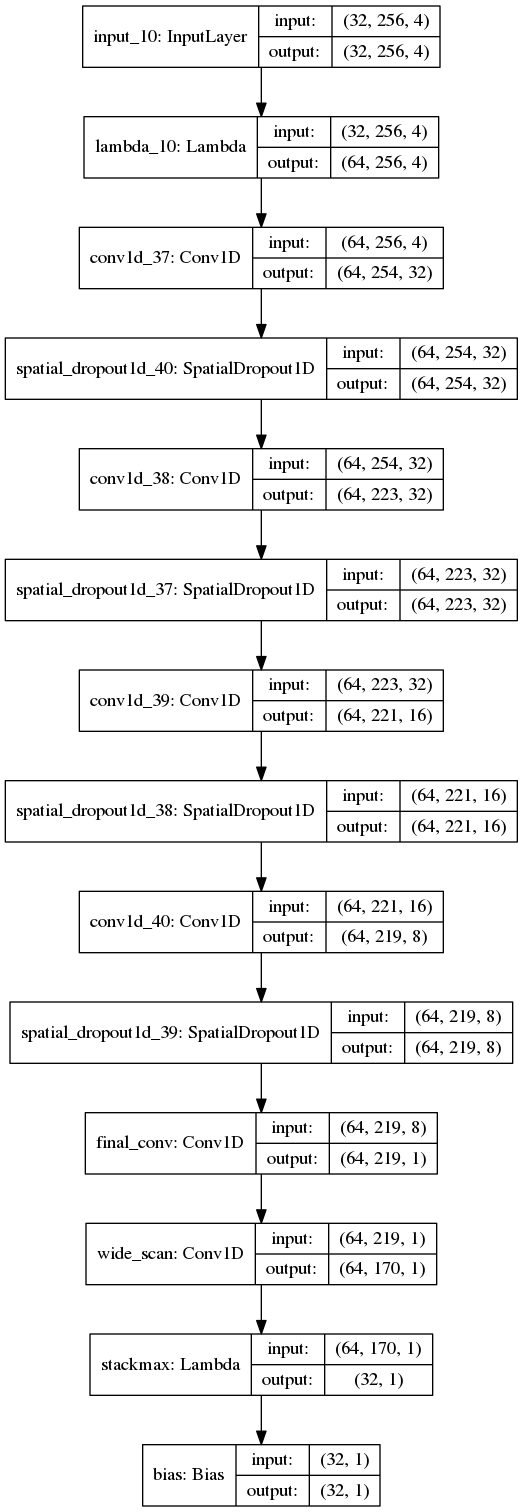 input_10: InputLayer
input: (32, 256, 4)
output: (32, 256, 4)
lambda_10: Lambda
input: (32, 256, 4)
output: (64, 256, 4)
conv1d_37: Conv1D
input: (64, 256, 4)
output: (64, 254, 32)
spatial_dropout1d_40: SpatialDropout1D
input: (64, 254, 32)
output: (64, 254, 32)
conv1d_38: Conv1D
input: (64, 254, 32)
output: (64, 223, 32)
spatial_dropout1d_37: SpatialDropout1D
input: (64, 223, 32)
output: (64, 223, 32)
conv1d_39: Conv1D
input: (64, 223, 32)
output: (64, 221, 16)
spatial_dropout1d_38: SpatialDropout1D
input: (64, 221, 16)
output: (64, 221, 16)
conv1d_40: Conv1D
input: (64, 221, 16)
output: (64, 219, 8)
spatial_dropout1d_39: SpatialDropout1D
input: (64, 219, 8)
output: (64, 219, 8)
final_conv: Conv1D
input: (64, 219, 8)
output: (64, 219, 1)
wide_scan: Conv1D
input: (64, 219, 1)
output: (64, 170, 1)
stackmax: Lambda
input: (64, 170, 1)
output: (32, 1)
bias: Bias
input: (32, 1)
output: (32, 1)